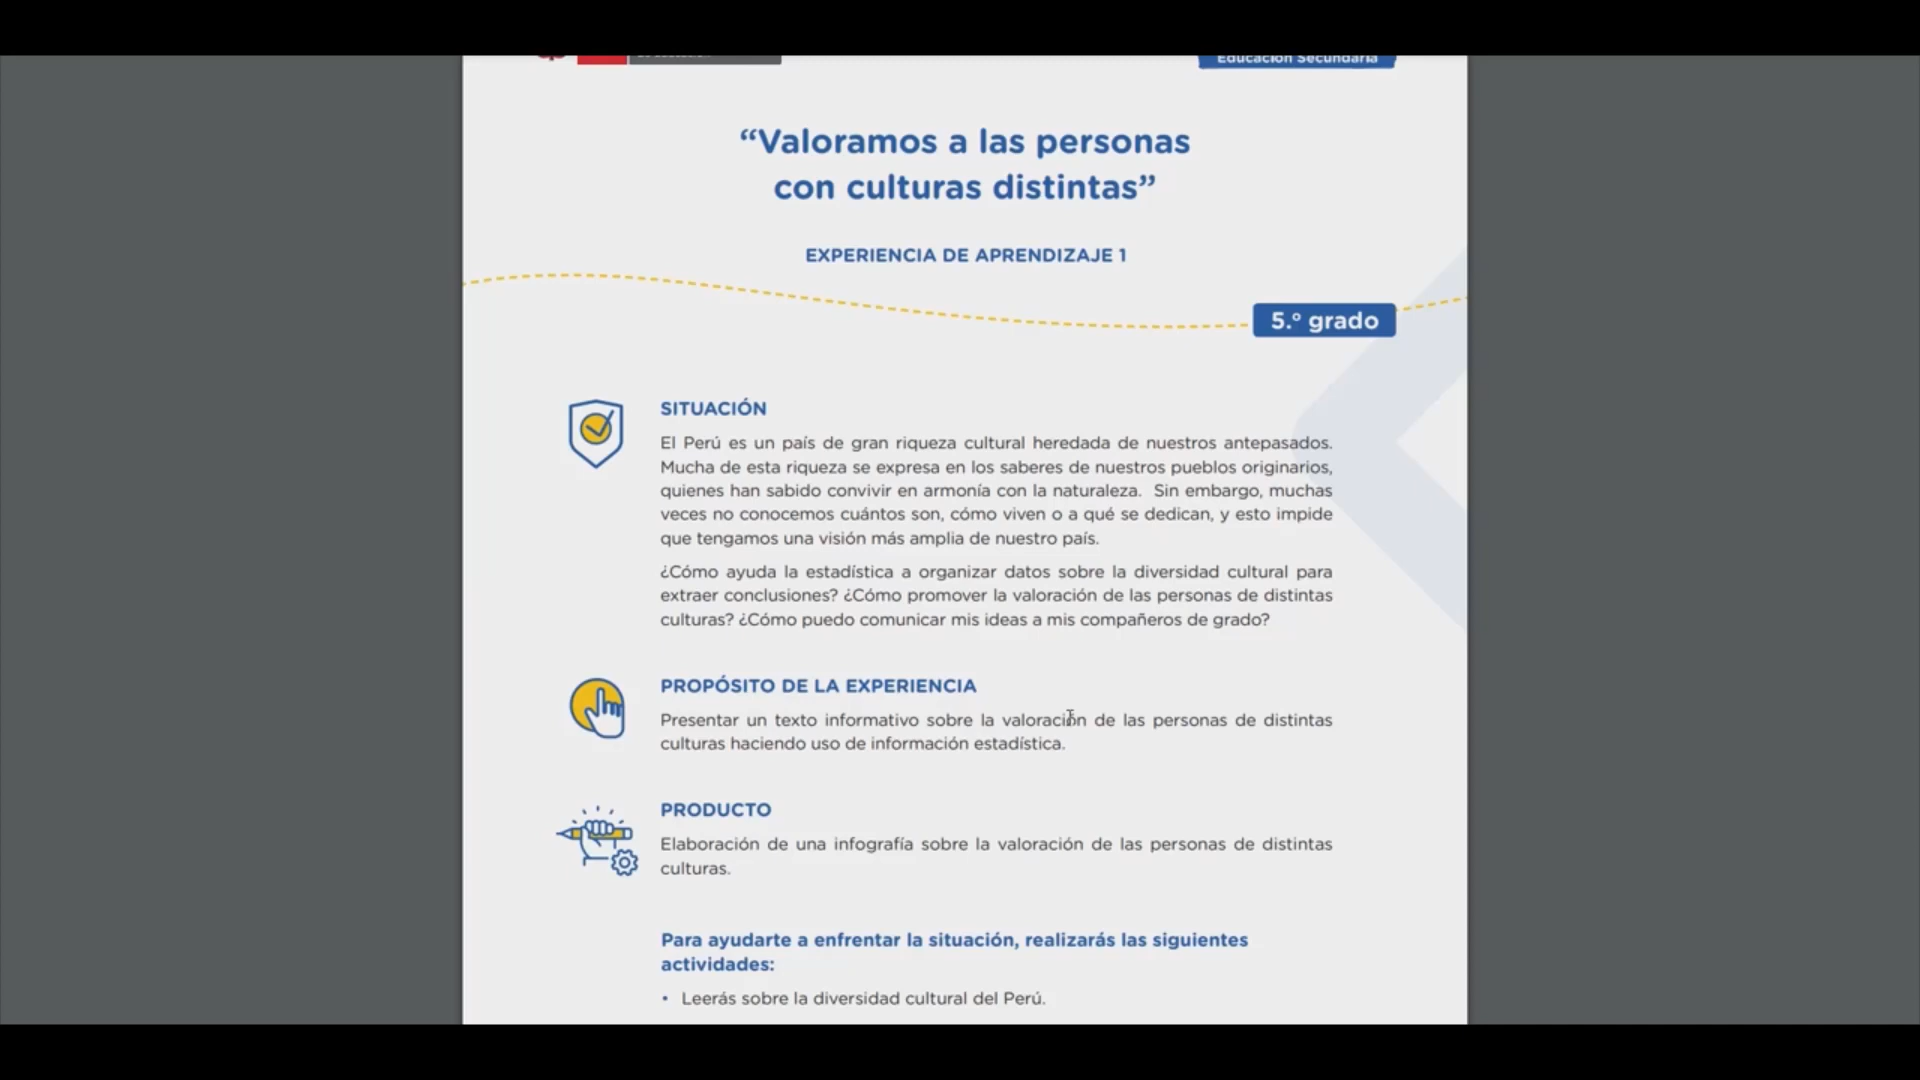 Educación Secundaria
“Valoramos a las personas
con culturas distintas”
EXPERIENCIA DE APRENDIZAJE 1
5.° grado
SITUACIÓN
El Perú es un país de gran riqueza cultural heredada de nuestros antepasados.
Mucha de esta riqueza se expresa en los saberes de nuestros pueblos originarios,
quienes han sabido convivir en armonía con la naturaleza. Sin embargo, muchas
veces no conocemos cuántos son, cómo viven o a qué se dedican, y esto impide
que tengamos una visión más amplia de nuestro país.
¿Cómo ayuda la estadística a organizar datos sobre la diversidad cultural para
extraer conclusiones? ¿Cómo promover la valoración de las personas de distintas
culturas? ¿Cómo puedo comunicar mis ideas a mis compañeros de grado?
PROPÓSITO DE LA EXPERIENCIA
Presentar un texto informativo sobre la valoración de las personas de distintas
culturas haciendo uso de información estadística.
PRODUCTO
Elaboración de una infografía sobre la valoración de las personas de distintas
culturas.
Para ayudarte a enfrentar la situación, realizarás las siguientes
actividades:
• Leerás sobre la diversidad cultural del Perú.